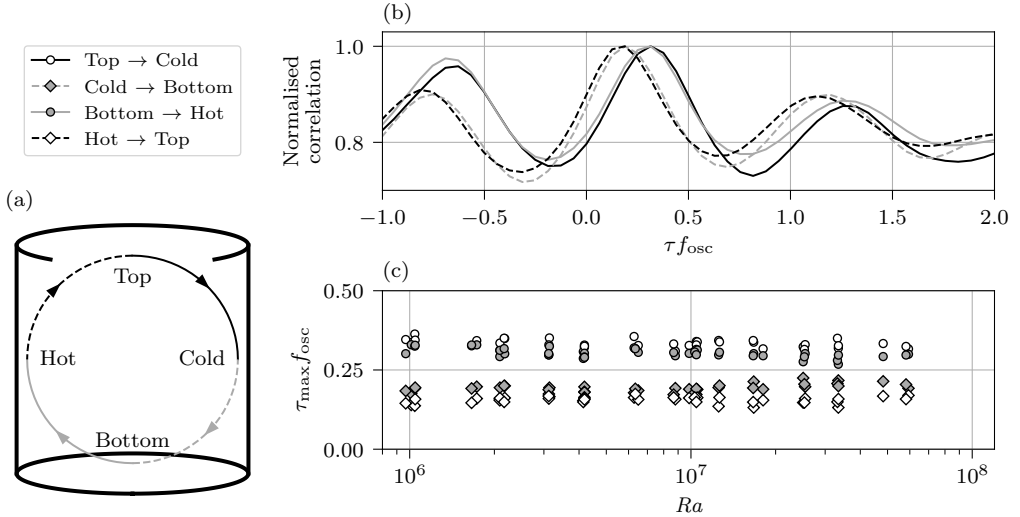 (b)
Top → Cold
Cold → Bottom
Bottom → Hot
Hot → Top
Normalised
correlation
1.0
0.8
−1.0 −0.5 0.0 0.5 1.0 1.5 2.0
τ f_osc
(a)
Top
Hot Cold
Bottom
(c)
τ_max f_osc
0.50
0.25
0.00
10^6 10^7 10^8
Ra